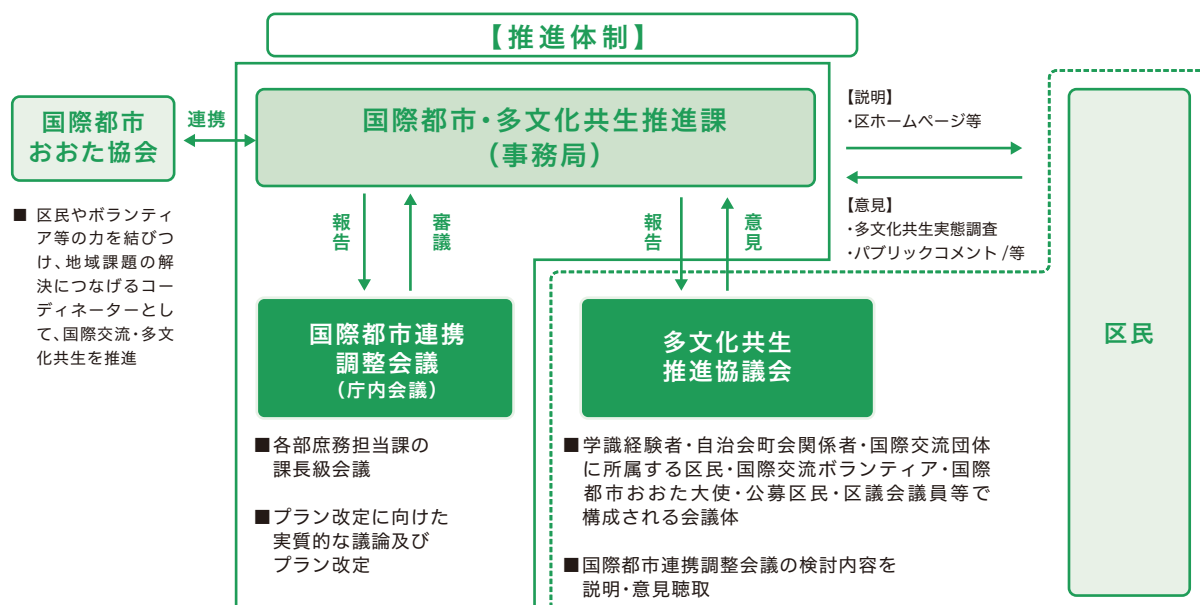 【推進体制】
国際都市
おおた協会
連携
国際都市・多文化共生推進課
（事務局）
【説明】
・区ホームページ等
【意見】
・多文化共生実態調査
・パブリックコメント /等
■ 区民やボランティ
ア等の力を結びつ
け、地域課題の解
決につなげるコー
ディネーターとし
て、国際交流・多文
化共生を推進
報告
審議
報告
意見
国際都市連携
調整会議
（庁内会議）
多文化共生
推進協議会
区民
■各部庶務担当課の
課長級会議
■プラン改定に向けた
実質的な議論及び
プラン改定
■学識経験者・自治会町会関係者・国際交流団体
に所属する区民・国際交流ボランティア・国際
都市おおた大使・公募区民・区議会議員等で
構成される会議体
■国際都市連携調整会議の検討内容を
説明・意見聴取